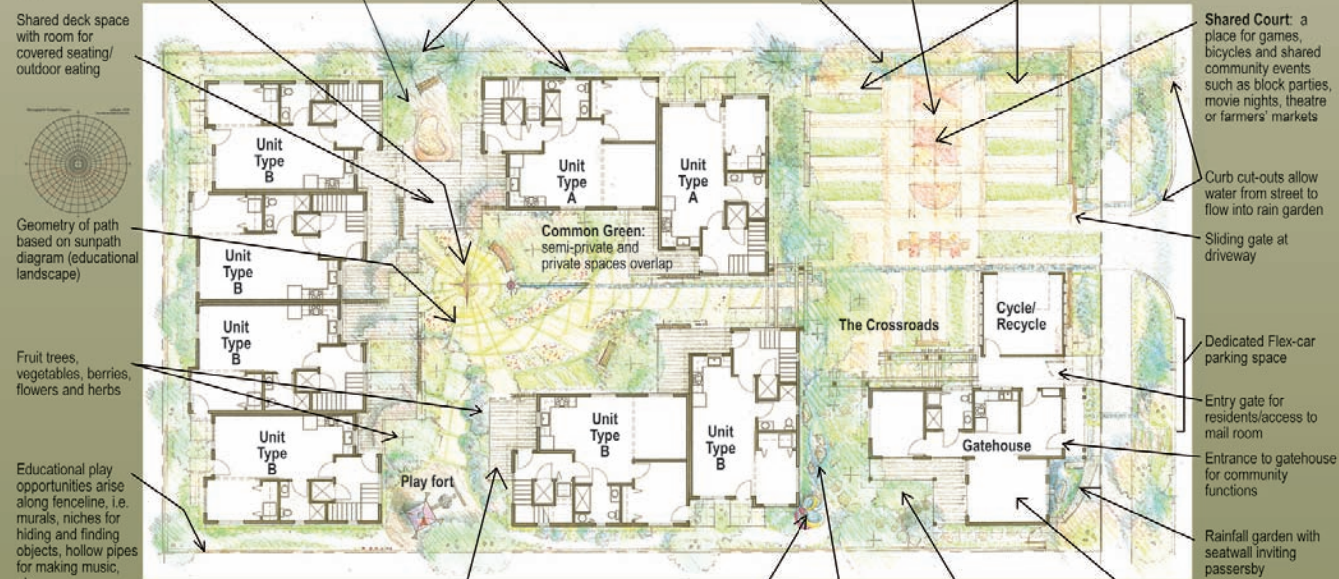 Shared deck space
with room for
covered seating/
outdoor eating
Geometry of path
based on sunpath
diagram (educational
landscape)
Fruit trees,
vegetables, berries,
flowers and herbs
Educational play
opportunities arise
along fenceline, i.e.
murals, niches for
hiding and finding
objects, hollow pipes
for making music,
Unit
Type
B
Unit
Type
B
Unit
Type
B
Unit
Type
B
Unit
Type
A
Unit
Type
A
Common Green:
semi-private and
private spaces overlap
Unit
Type
B
Unit
Type
B
Play fort
The Crossroads
Cycle/
Recycle
Gatehouse
Shared Court: a
place for games,
bicycles and shared
community events
such as block parties,
movie nights, theatre
or farmers' markets
Curb cut-outs allow
water from street to
flow into rain garden
Sliding gate at
driveway
Dedicated Flex-car
parking space
Entry gate for
residents/access to
mail room
Entrance to gatehouse
for community
functions
Rainfall garden with
seatwall inviting
passersby